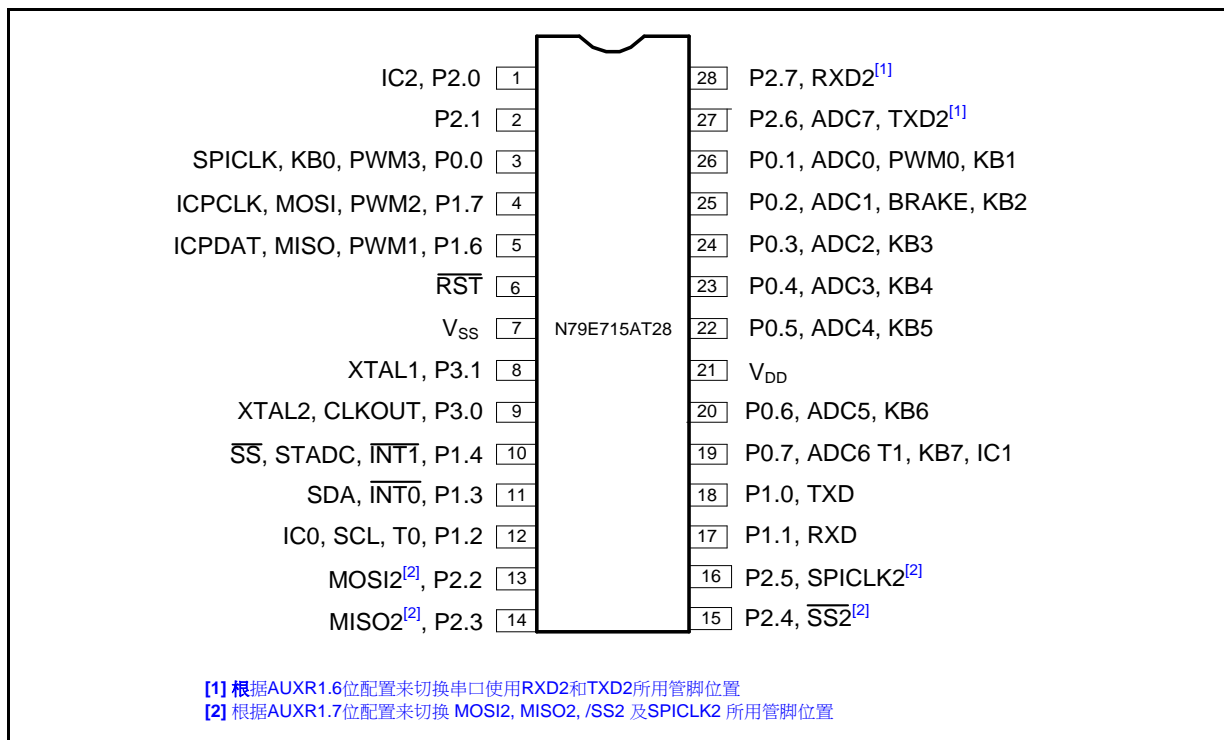 IC2, P2.0 1 28 P2.7, RXD2[1]
P2.1 2 27 P2.6, ADC7, TXD2[1]
SPICLK, KB0, PWM3, P0.0 3 26 P0.1, ADC0, PWM0, KB1
ICPCLK, MOSI, PWM2, P1.7 4 25 P0.2, ADC1, BRAKE, KB2
ICPDAT, MISO, PWM1, P1.6 5 24 P0.3, ADC2, KB3
R̅S̅T̅ 6 23 P0.4, ADC3, KB4
VSS 7 N79E715AT28 22 P0.5, ADC4, KB5
XTAL1, P3.1 8 21 VDD
XTAL2, CLKOUT, P3.0 9 20 P0.6, ADC5, KB6
S̅S̅, STADC, I̅N̅T̅1̅, P1.4 10 19 P0.7, ADC6 T1, KB7, IC1
SDA, I̅N̅T̅0̅, P1.3 11 18 P1.0, TXD
IC0, SCL, T0, P1.2 12 17 P1.1, RXD
MOSI2[2], P2.2 13 16 P2.5, SPICLK2[2]
MISO2[2], P2.3 14 15 P2.4, S̅S̅2̅[2]
[1] 根据AUXR1.6位配置来切换串口使用RXD2和TXD2所用管脚位置
[2] 根据AUXR1.7位配置来切换 MOSI2, MISO2, /SS2 及SPICLK2 所用管脚位置